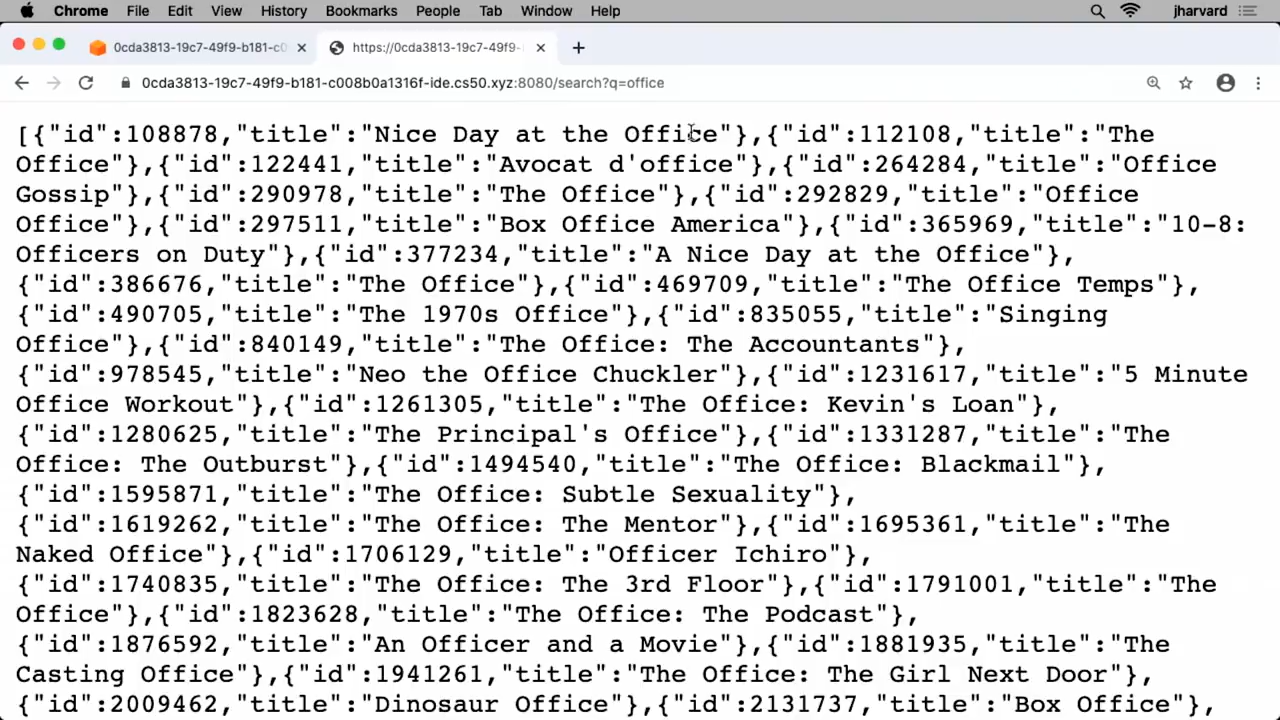 Chrome File Edit View History Bookmarks People Tab Window Help jharvard
0cda3813-19c7-49f9-b181-c0 https://0cda3813-19c7-49f9-
0cda3813-19c7-49f9-b181-c008b0a1316f-ide.cs50.xyz:8080/search?q=office
[{"id":108878,"title":"Nice Day at the Office"},{"id":112108,"title":"The
Office"},{"id":122441,"title":"Avocat d'office"},{"id":264284,"title":"Office
Gossip"},{"id":290978,"title":"The Office"},{"id":292829,"title":"Office
Office"},{"id":297511,"title":"Box Office America"},{"id":365969,"title":"10-8:
Officers on Duty"},{"id":377234,"title":"A Nice Day at the Office"},
{"id":386676,"title":"The Office"},{"id":469709,"title":"The Office Temps"},
{"id":490705,"title":"The 1970s Office"},{"id":835055,"title":"Singing
Office"},{"id":840149,"title":"The Office: The Accountants"},
{"id":978545,"title":"Neo the Office Chuckler"},{"id":1231617,"title":"5 Minute
Office Workout"},{"id":1261305,"title":"The Office: Kevin's Loan"},
{"id":1280625,"title":"The Principal's Office"},{"id":1331287,"title":"The
Office: The Outburst"},{"id":1494540,"title":"The Office: Blackmail"},
{"id":1595871,"title":"The Office: Subtle Sexuality"},
{"id":1619262,"title":"The Office: The Mentor"},{"id":1695361,"title":"The
Naked Office"},{"id":1706129,"title":"Officer Ichiro"},
{"id":1740835,"title":"The Office: The 3rd Floor"},{"id":1791001,"title":"The
Office"},{"id":1823628,"title":"The Office: The Podcast"},
{"id":1876592,"title":"An Officer and a Movie"},{"id":1881935,"title":"The
Casting Office"},{"id":1941261,"title":"The Office: The Girl Next Door"},
{"id":2009462,"title":"Dinosaur Office"},{"id":2131737,"title":"Box Office"},